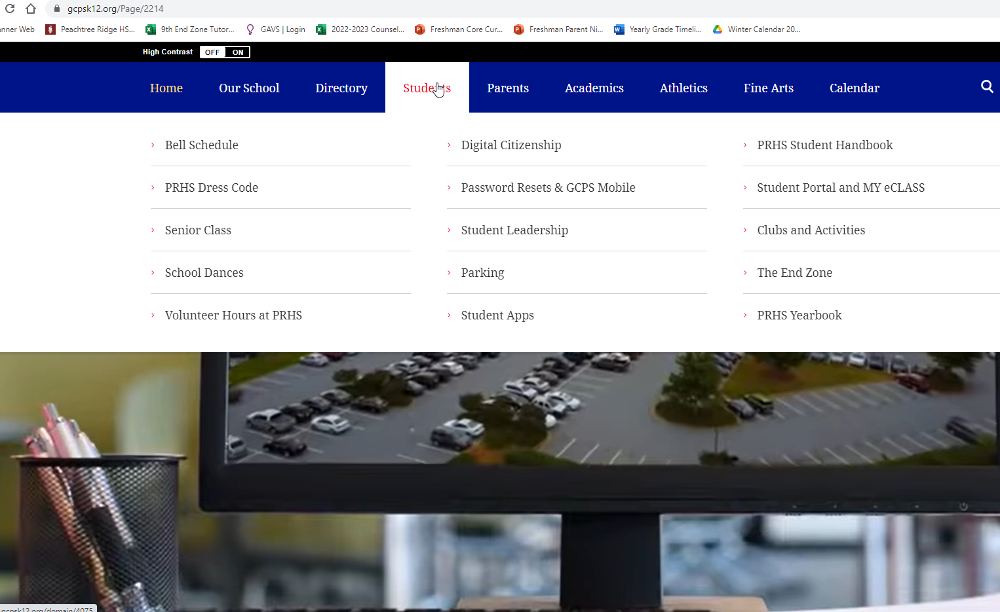 gcpsk12.org/Page/2214
nner Web Peachtree Ridge HS... 9th End Zone Tutor... GAVS | Login 2022-2023 Counsel... Freshman Core Cur... Freshman Parent Ni... Yearly Grade Timeli... Winter Calendar 20...
High Contrast OFF ON
Home Our School Directory Students Parents Academics Athletics Fine Arts Calendar
Bell Schedule Digital Citizenship PRHS Student Handbook
PRHS Dress Code Password Resets & GCPS Mobile Student Portal and MY eCLASS
Senior Class Student Leadership Clubs and Activities
School Dances Parking The End Zone
Volunteer Hours at PRHS Student Apps PRHS Yearbook
gcpsk12.org/domain/4075